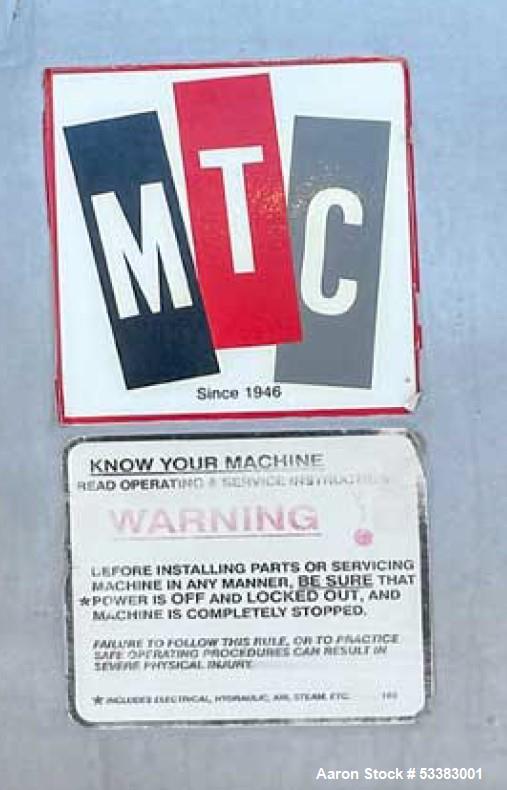 MTC
Since 1946
KNOW YOUR MACHINE
READ OPERATING & SERVICE INSTRUCTIONS
WARNING !
BEFORE INSTALLING PARTS OR SERVICING
MACHINE IN ANY MANNER, BE SURE THAT
*POWER IS OFF AND LOCKED OUT, AND
MACHINE IS COMPLETELY STOPPED.
FAILURE TO FOLLOW THIS RULE, OR TO PRACTICE
SAFE OPERATING PROCEDURES CAN RESULT IN
SEVERE PHYSICAL INJURY.
* INCLUDES ELECTRICAL, HYDRAULIC, AIR, STEAM, ETC.
Aaron Stock # 53383001